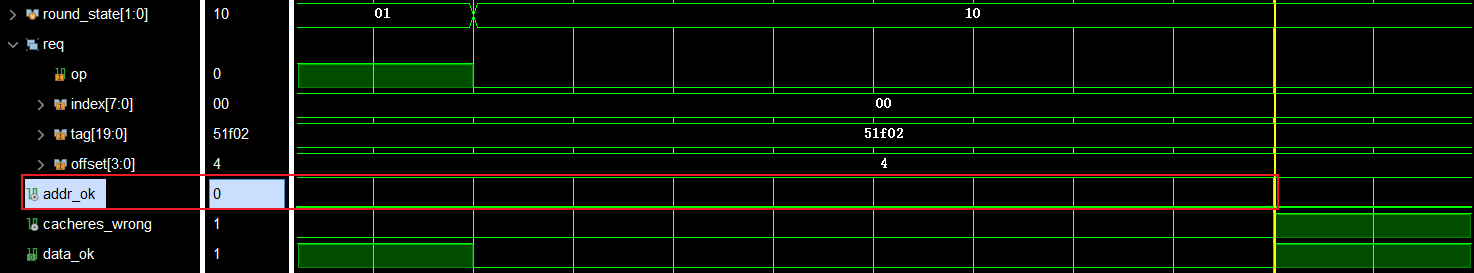 round_state[1:0] 10 01 10
req
op 0
index[7:0] 00 00
tag[19:0] 51f02 51f02
offset[3:0] 4 4
addr_ok 0
cacheres_wrong 1
data_ok 1